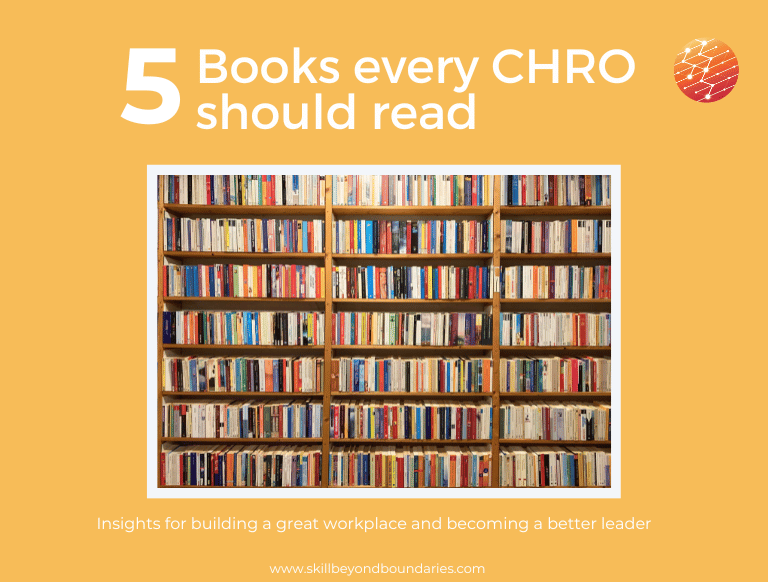 5 Books every CHRO
should read
Insights for building a great workplace and becoming a better leader
www.skillbeyondboundaries.com